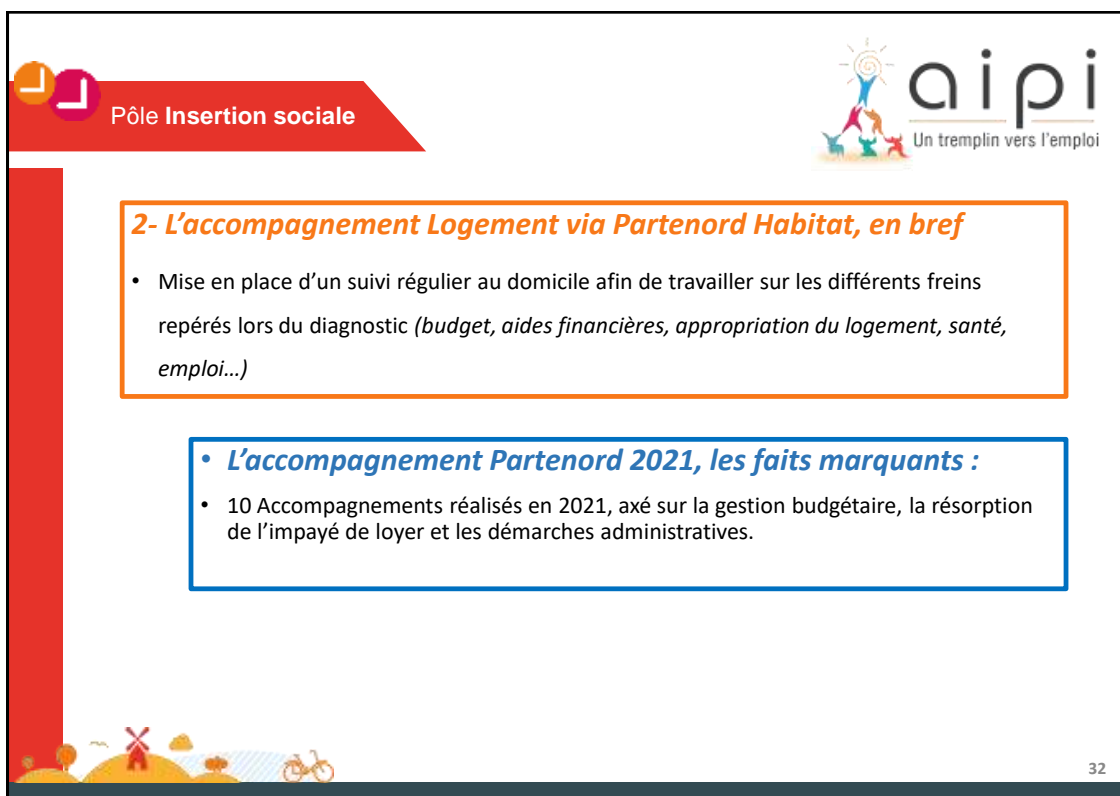 Pôle Insertion sociale
aipi
Un tremplin vers l'emploi
2- L'accompagnement Logement via Partenord Habitat, en bref
• Mise en place d'un suivi régulier au domicile afin de travailler sur les différents freins
repérés lors du diagnostic (budget, aides financières, appropriation du logement, santé,
emploi…)
• L'accompagnement Partenord 2021, les faits marquants :
• 10 Accompagnements réalisés en 2021, axé sur la gestion budgétaire, la résorption
de l'impayé de loyer et les démarches administratives.
32